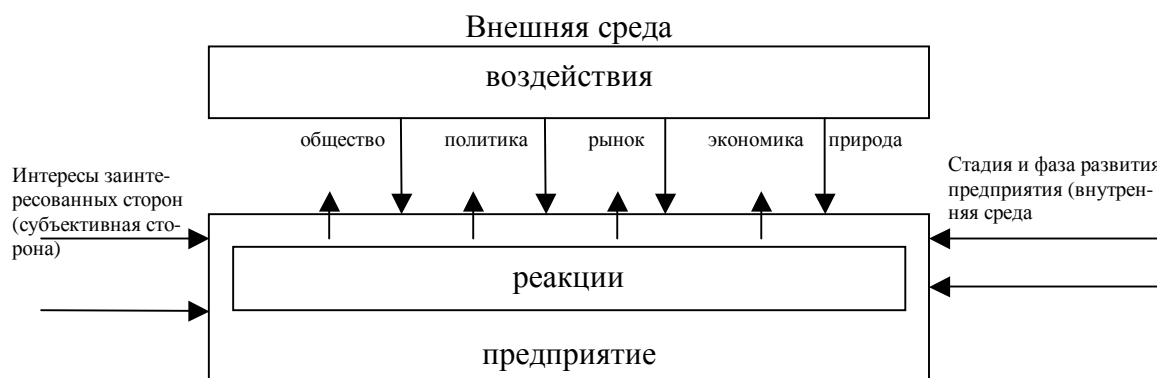 Внешняя среда
воздействия
общество политика рынок экономика природа
Интересы заинте-
ресованных сторон
(субъективная сто-
рона)
Стадия и фаза развития
предприятия (внутрен-
няя среда
реакции
предприятие